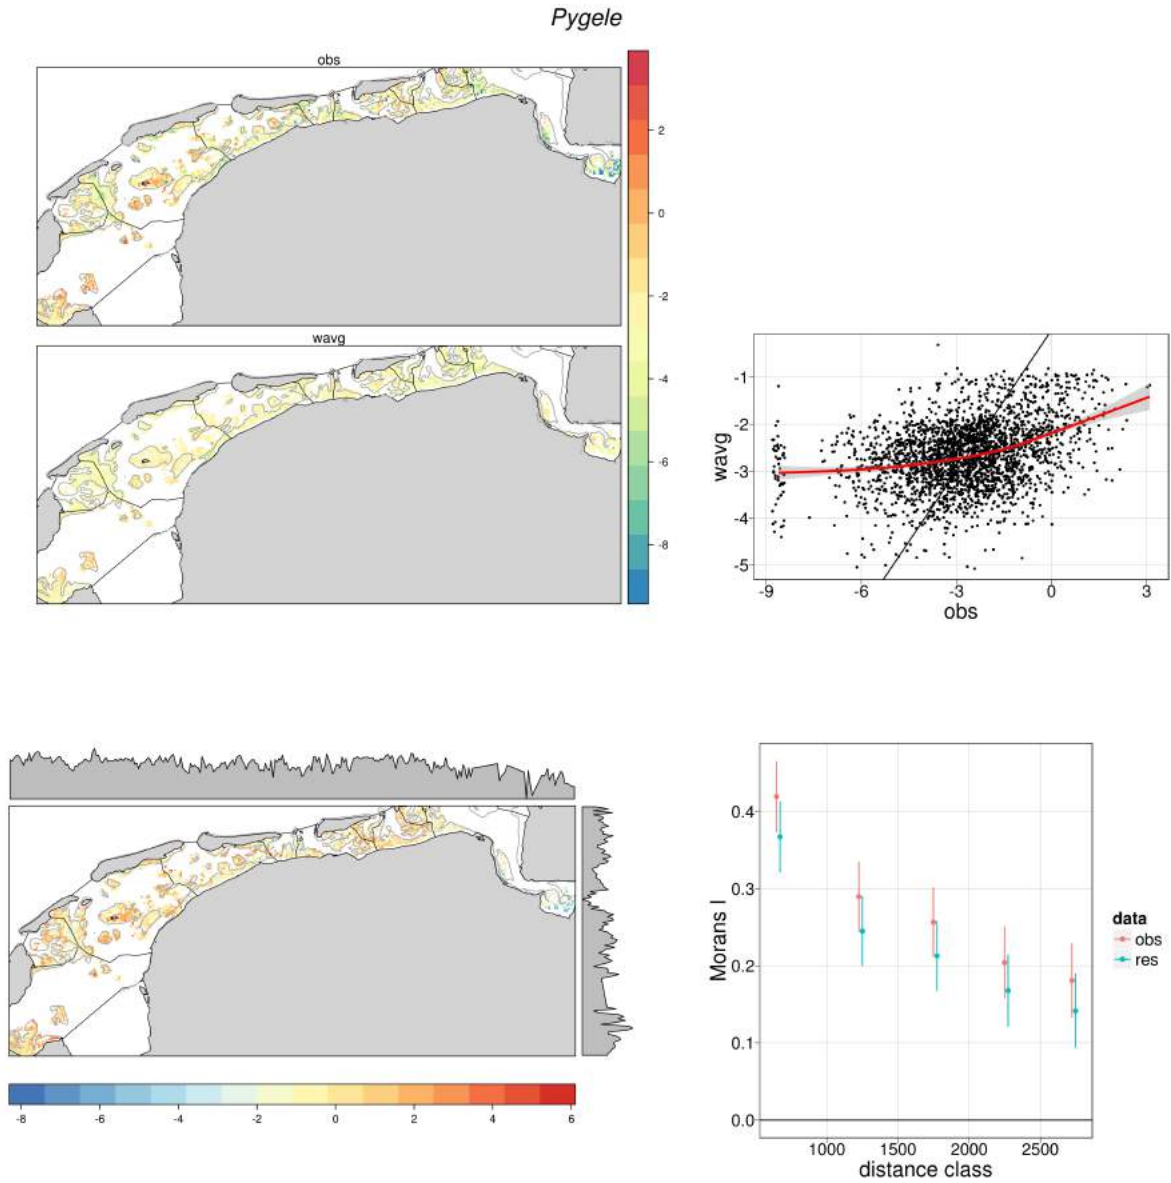 Pygele
obs
2
0
-2
-4
-6
-8
wavg
-1
-2
-3
-4
-5
wavg
-9 -6 -3 0 3
obs
-8 -6 -4 -2 0 2 4 6
0.4
0.3
0.2
0.1
0.0
Morans I
1000 1500 2000 2500
distance class
data
obs
res